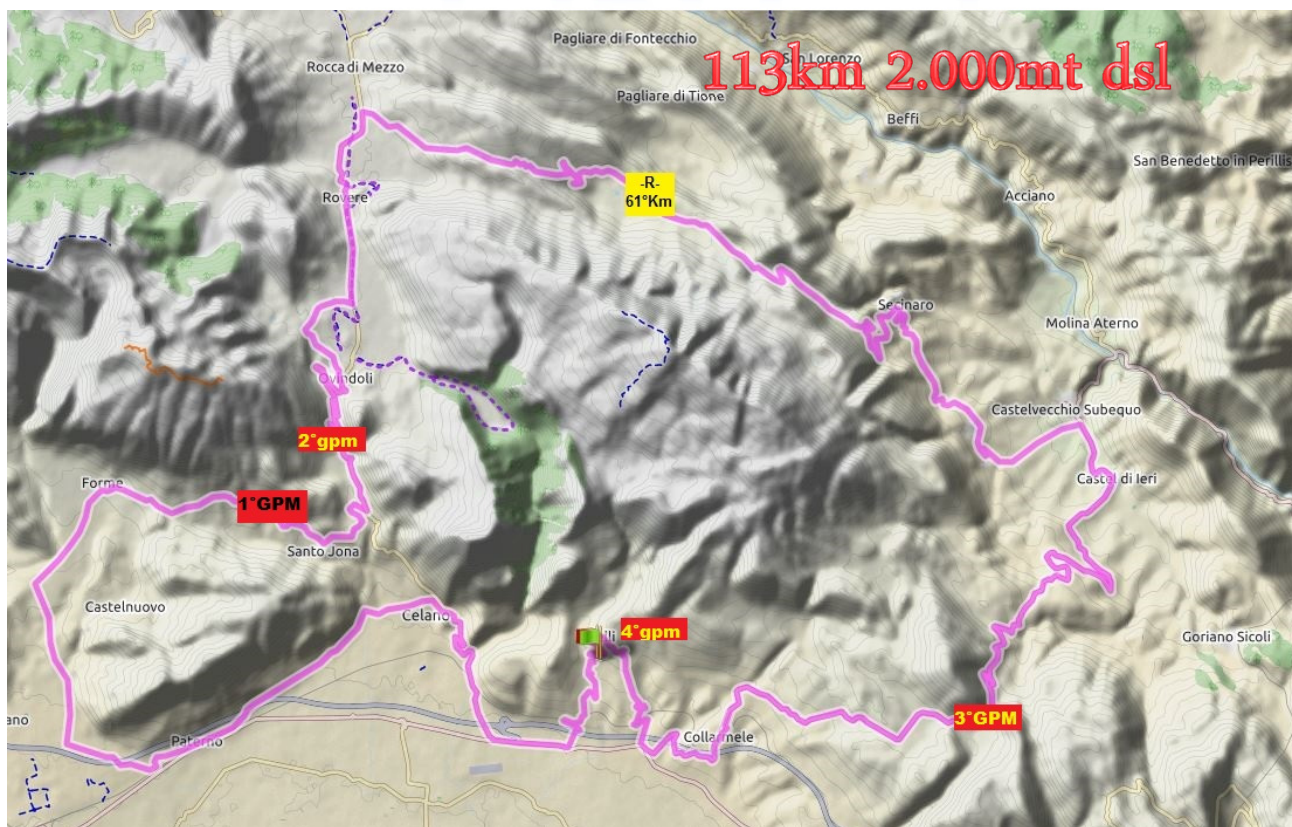 Pagliare di Fontecchio
113km 2.000mt dsl
San Lorenzo
Rocca di Mezzo
Pagliare di Tione
Beffi
San Benedetto in Perillis
-R-
61°Km
Rovere
Acciano
Secinaro
Molina Aterno
Ovindoli
Castelvecchio Subequo
2°gpm
Castel di Ieri
Forme
1°GPM
Santo Jona
Castelnuovo
Celano
4°gpm
Goriano Sicoli
3°GPM
Paterno
Collarmele